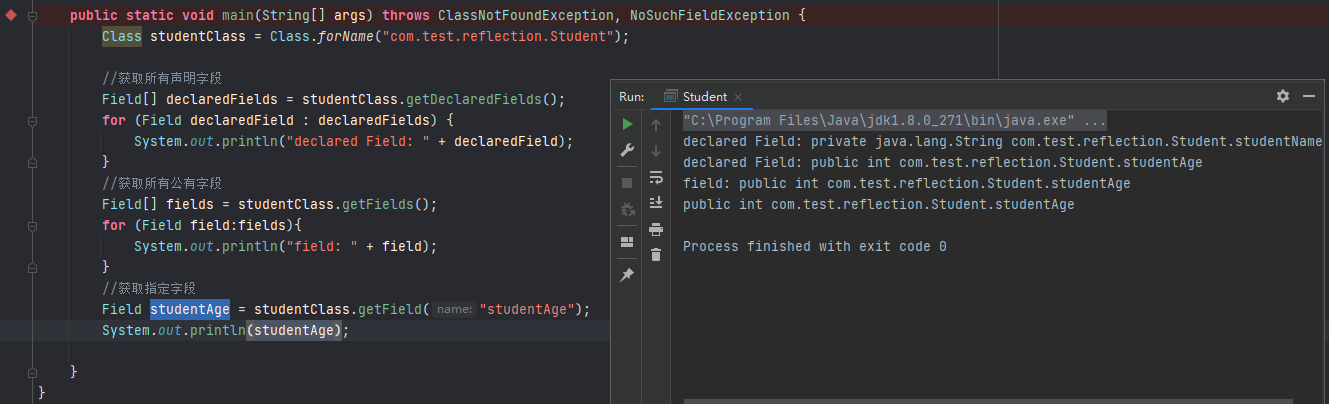 public static void main(String[] args) throws ClassNotFoundException, NoSuchFieldException {
Class studentClass = Class.forName("com.test.reflection.Student");
//获取所有声明字段
Field[] declaredFields = studentClass.getDeclaredFields();
for (Field declaredField : declaredFields) {
System.out.println("declared Field: " + declaredField);
}
//获取所有公有字段
Field[] fields = studentClass.getFields();
for (Field field:fields){
System.out.println("field: " + field);
}
//获取指定字段
Field studentAge = studentClass.getField( name: "studentAge");
System.out.println(studentAge);
}
}
Run: Student
"C:\Program Files\Java\jdk1.8.0_271\bin\java.exe" ...
declared Field: private java.lang.String com.test.reflection.Student.studentName
declared Field: public int com.test.reflection.Student.studentAge
field: public int com.test.reflection.Student.studentAge
public int com.test.reflection.Student.studentAge
Process finished with exit code 0